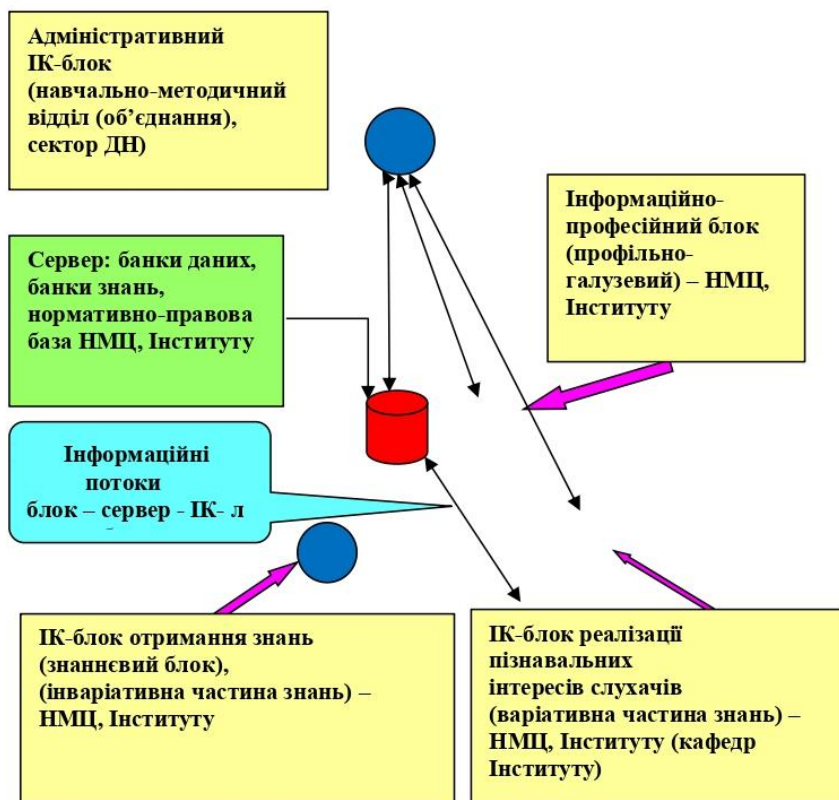 Адміністративний
ІК-блок
(навчально-методичний
відділ (об’єднання),
сектор ДН)
Інформаційно-
професійний блок
(профільно-
галузевий) – НМЦ,
Інституту
Сервер: банки даних,
банки знань,
нормативно-правова
база НМЦ, Інституту
Інформаційні
потоки
блок – сервер - ІК- л
ІК-блок отримання знань
(знаннєвий блок),
(інваріативна частина знань) –
НМЦ, Інституту
ІК-блок реалізації
пізнавальних
інтересів слухачів
(варіативна частина знань) –
НМЦ, Інституту (кафедр
Інституту)